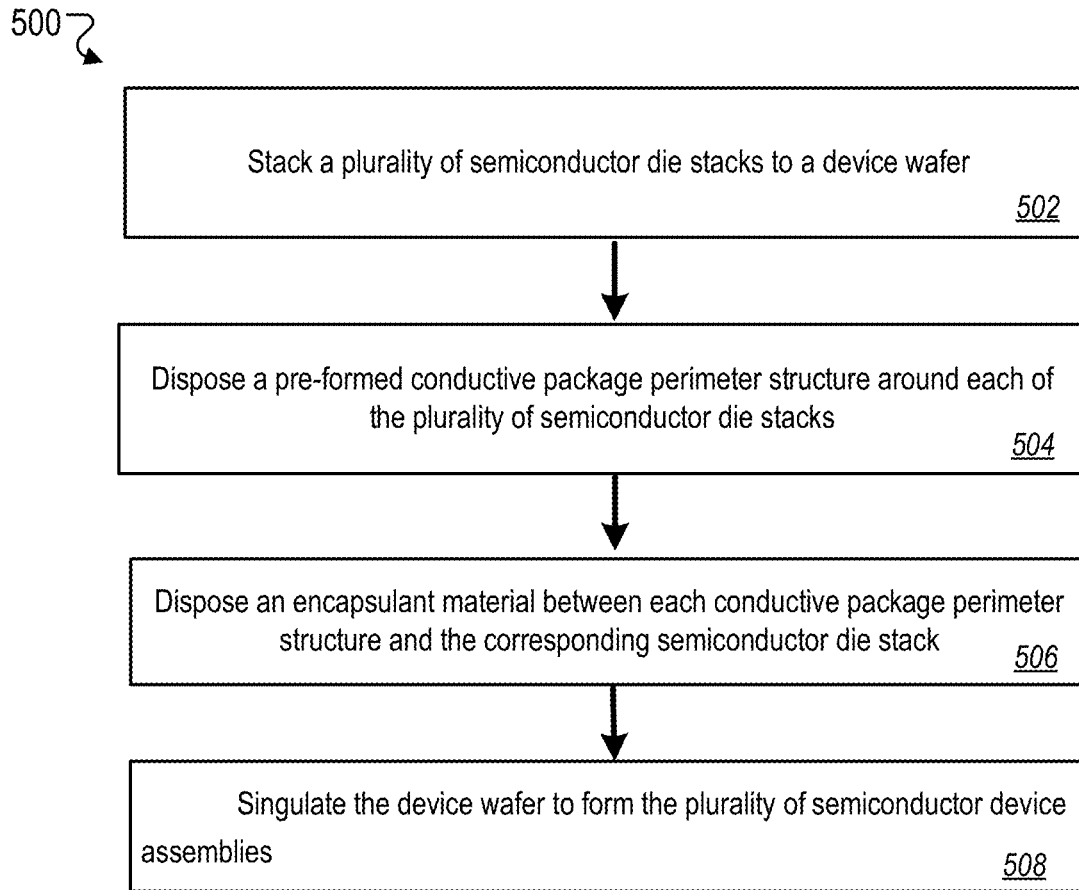 500
Stack a plurality of semiconductor die stacks to a device wafer
502
Dispose a pre-formed conductive package perimeter structure around each of
the plurality of semiconductor die stacks
504
Dispose an encapsulant material between each conductive package perimeter
structure and the corresponding semiconductor die stack
506
Singulate the device wafer to form the plurality of semiconductor device
assemblies
508